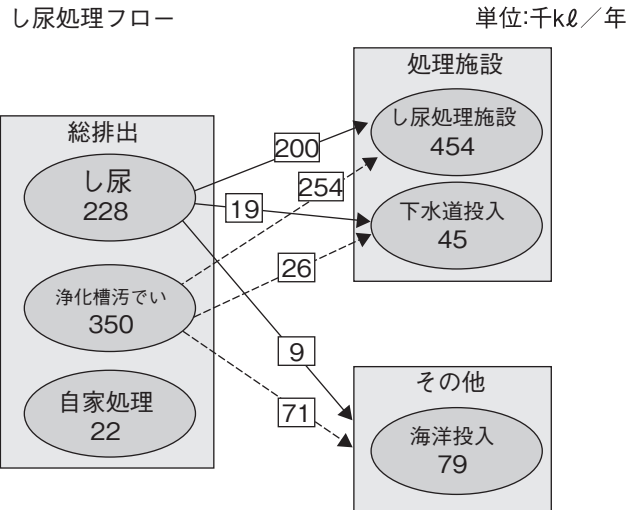 し尿処理フロー
単位:千kℓ／年
総排出
し尿
228
浄化槽汚でい
350
自家処理
22
200
254
19
26
9
71
処理施設
し尿処理施設
454
下水道投入
45
その他
海洋投入
79